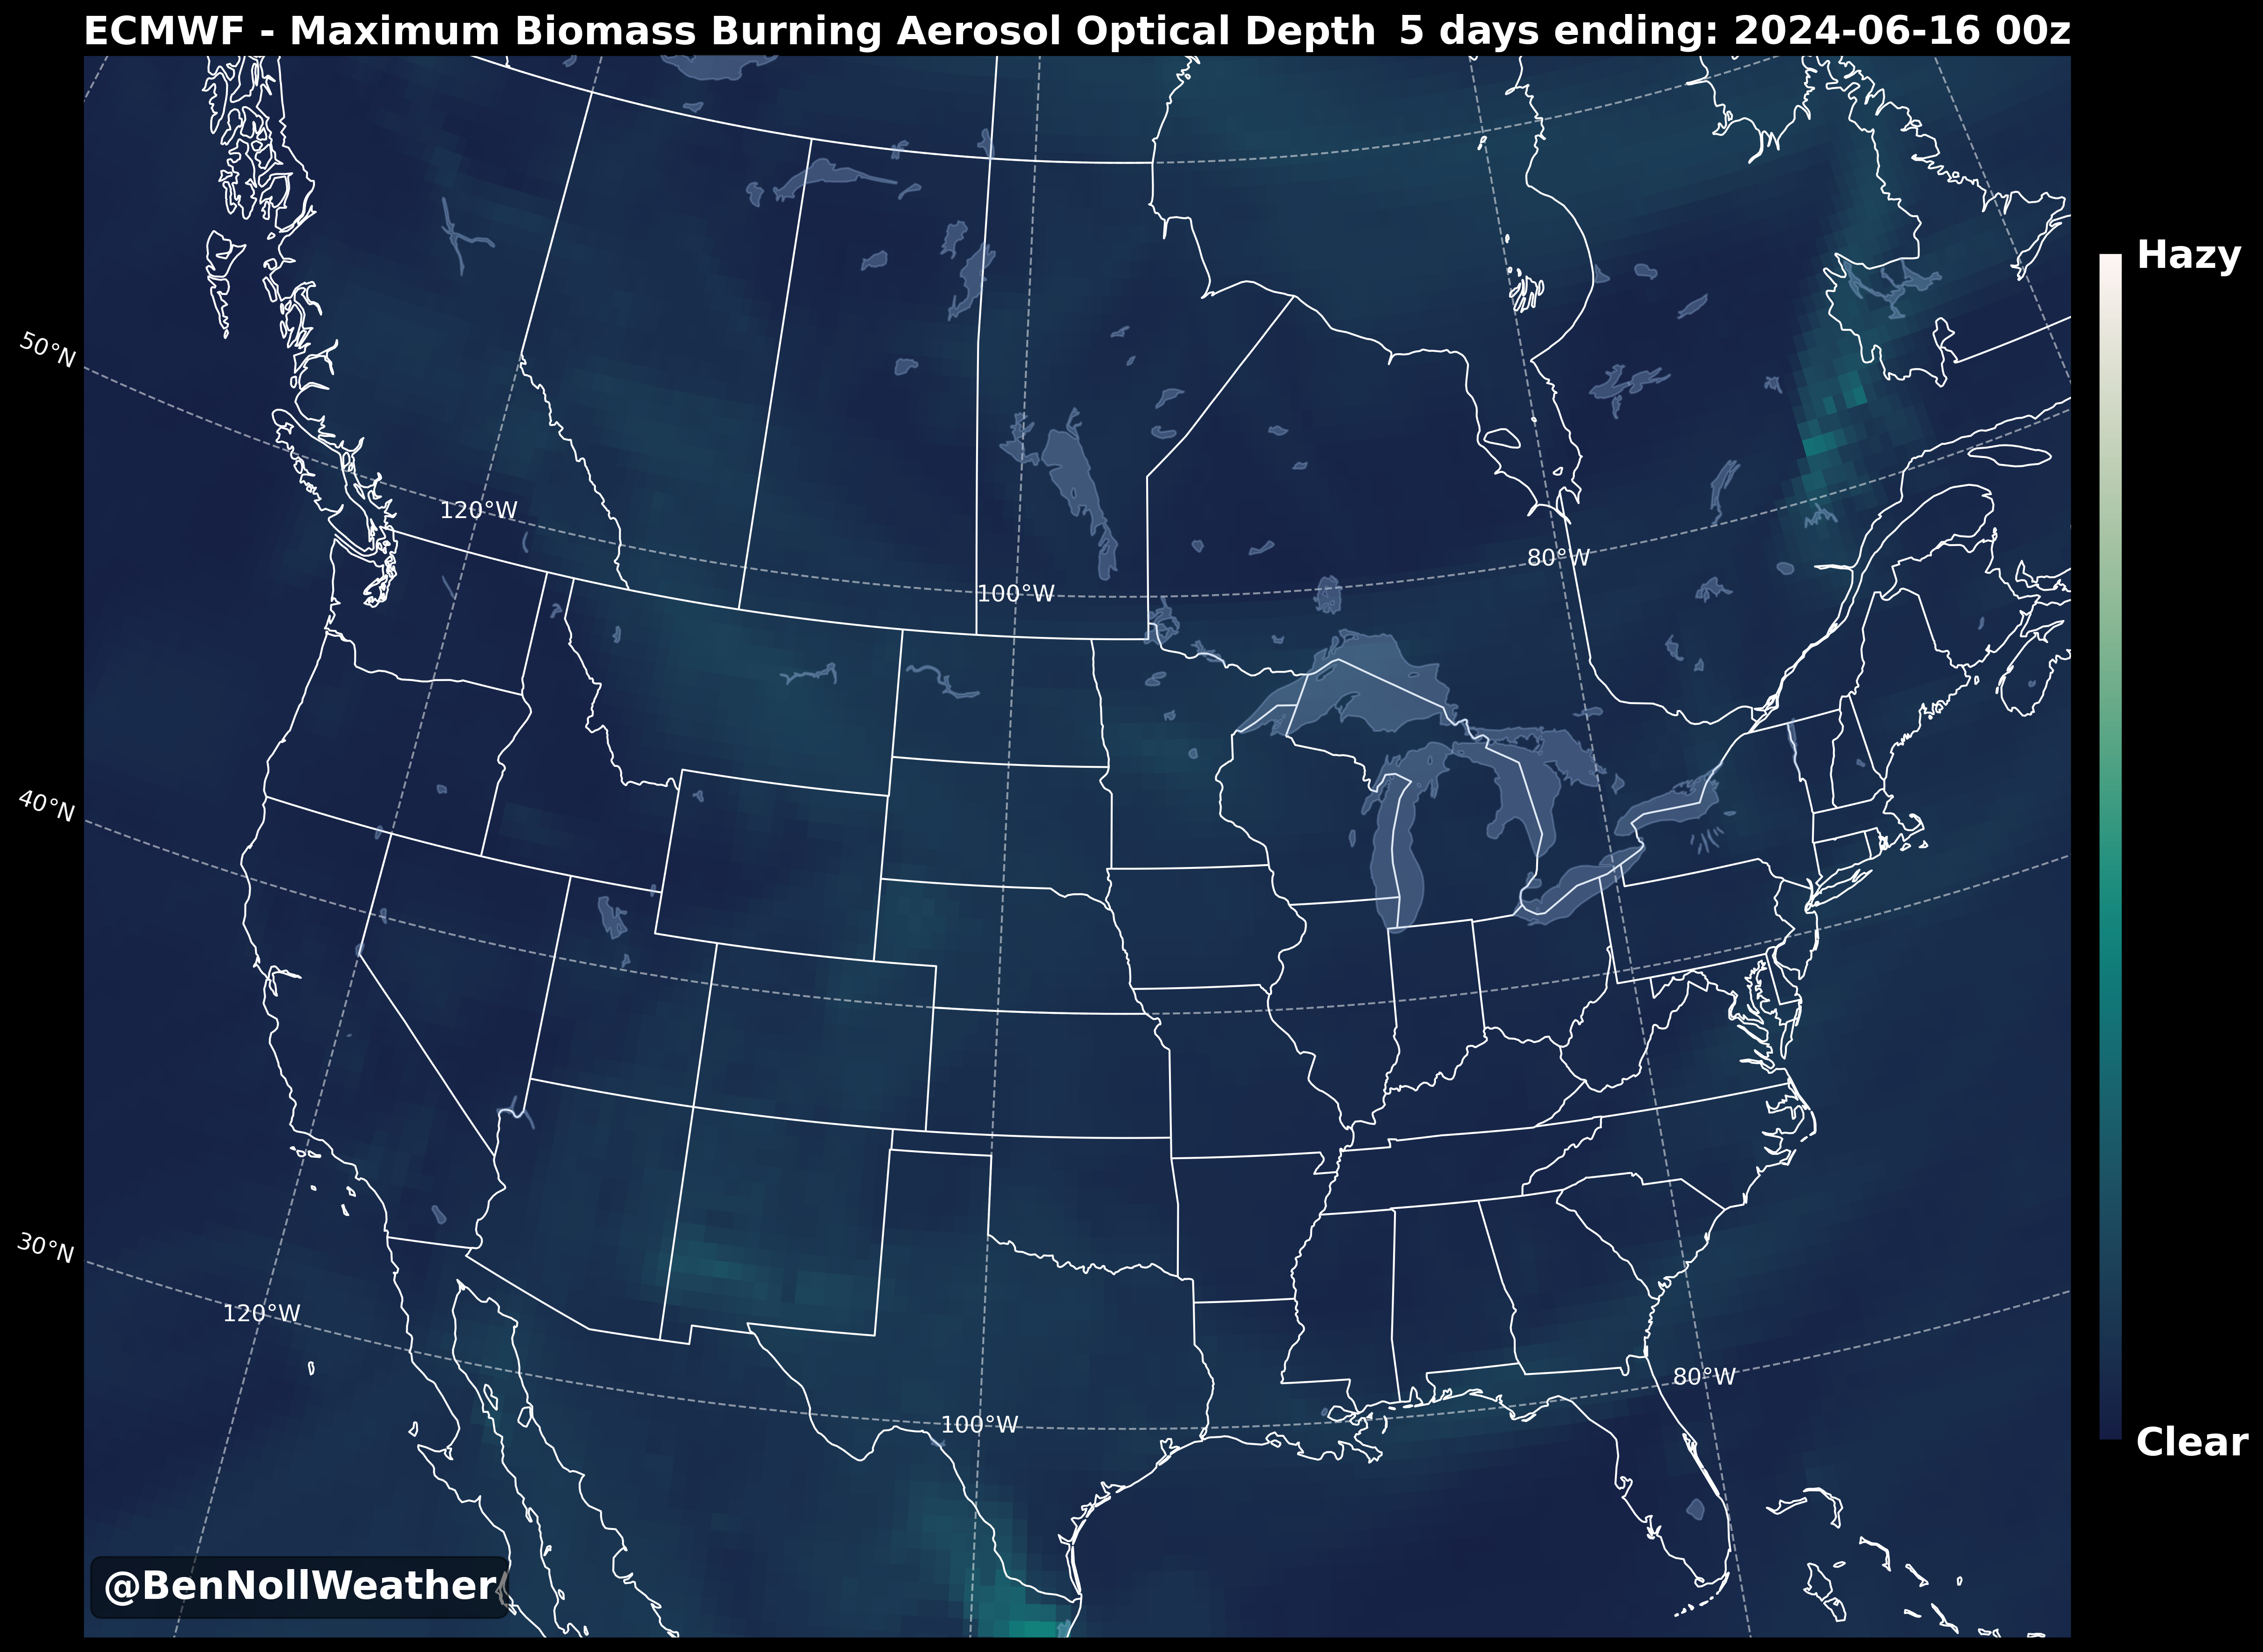 ECMWF - Maximum Biomass Burning Aerosol Optical Depth 5 days ending: 2024-06-16 00z
Hazy
50°N
120°W
80°W
100°W
40°N
30°N
120°W
80°W
100°W
Clear
@BenNollWeather